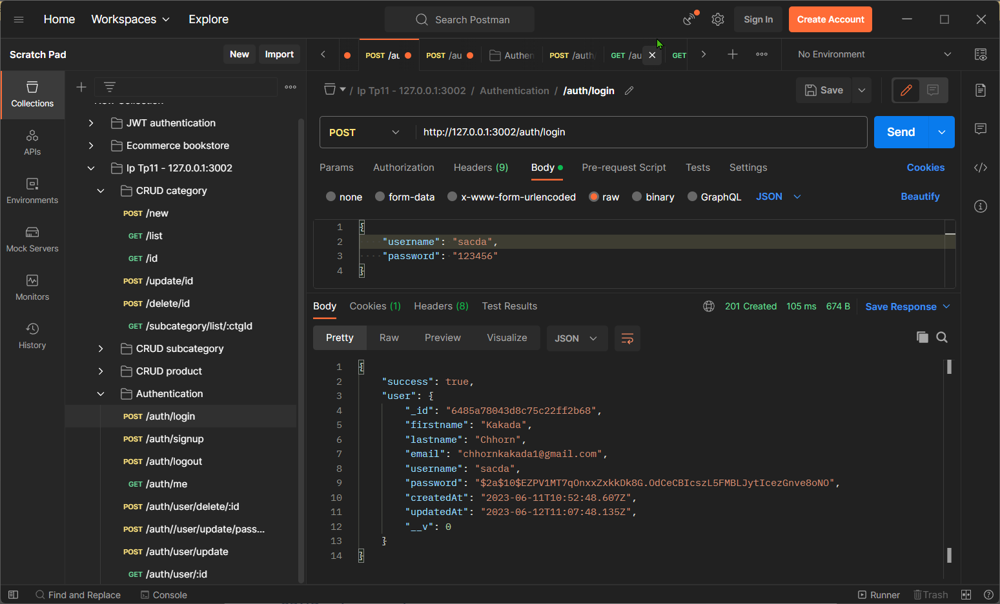 Home Workspaces Explore Search Postman Sign In Create Account
Scratch Pad New Import
POST /au POST /au Authen POST /auth/ GET /au GET No Environment
Collections
APIs
Environments
Mock Servers
Monitors
History
New Collection
JWT authentication
Ecommerce bookstore
Ip Tp11 - 127.0.0.1:3002
CRUD category
POST /new
GET /list
GET /id
POST /update/id
POST /delete/id
GET /subcategory/list/:ctgId
CRUD subcategory
CRUD product
Authentication
POST /auth/login
POST /auth/signup
POST /auth/logout
GET /auth/me
POST /auth/user/delete/:id
POST /auth//user/update/pass...
POST /auth/user/update
GET /auth/user/:id
/ Ip Tp11 - 127.0.0.1:3002 / Authentication / /auth/login Save
POST http://127.0.0.1:3002/auth/login Send
Params Authorization Headers (9) Body Pre-request Script Tests Settings Cookies
none form-data x-www-form-urlencoded raw binary GraphQL JSON Beautify
1 {
2 "username": "sacda",
3 "password": "123456"
4 }
Body Cookies (1) Headers (8) Test Results 201 Created 105 ms 674 B Save Response
Pretty Raw Preview Visualize JSON
1 {
2 "success": true,
3 "user": {
4 "_id": "6485a78043d8c75c22ff2b68",
5 "firstname": "Kakada",
6 "lastname": "Chhorn",
7 "email": "chhornkakada1@gmail.com",
8 "username": "sacda",
9 "password": "$2a$10$EZPV1MT7qOnxxZxkkDk8G.OdCeCBIcszL5FMBLJytIcezGnve8oNO",
10 "createdAt": "2023-06-11T10:52:48.607Z",
11 "updatedAt": "2023-06-12T11:07:48.135Z",
12 "__v": 0
13 }
14 }
Find and Replace Console Runner Trash